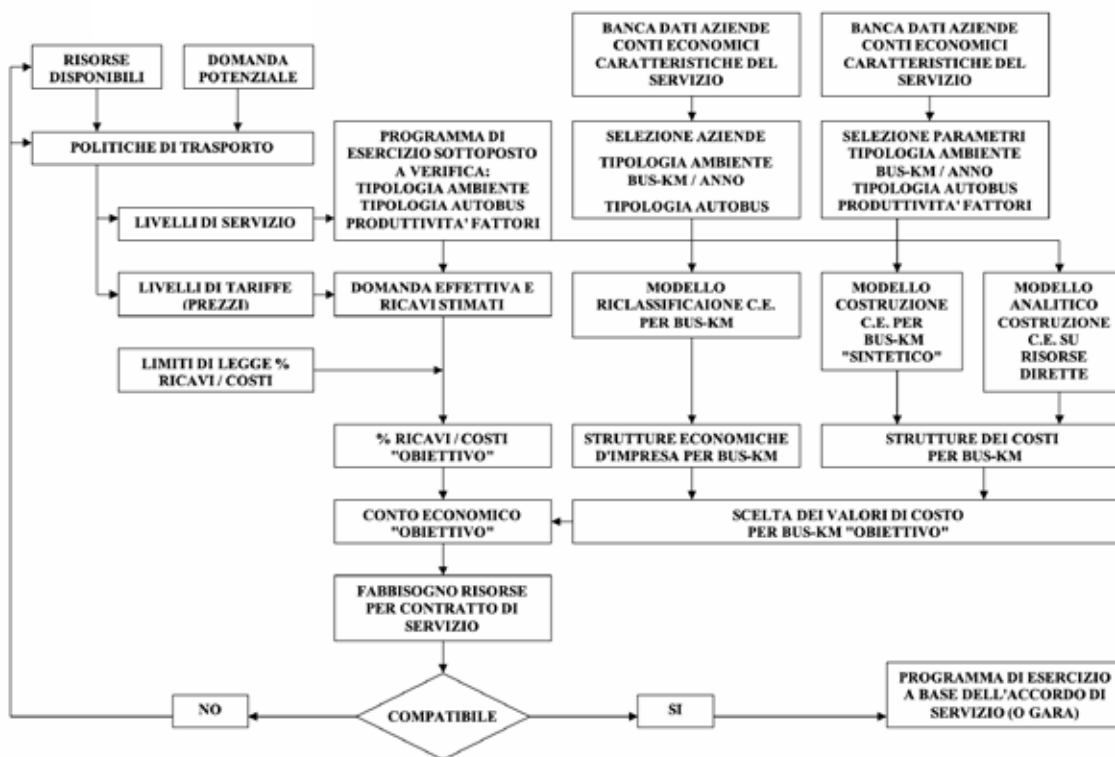 RISORSE
DISPONIBILI
DOMANDA
POTENZIALE
BANCA DATI AZIENDE
CONTI ECONOMICI
CARATTERISTICHE DEL
SERVIZIO
BANCA DATI AZIENDE
CONTI ECONOMICI
CARATTERISTICHE DEL
SERVIZIO
POLITICHE DI TRASPORTO
PROGRAMMA DI
ESERCIZIO SOTTOPOSTO
A VERIFICA:
TIPOLOGIA AMBIENTE
TIPOLOGIA AUTOBUS
PRODUTTIVITA' FATTORI
SELEZIONE AZIENDE
TIPOLOGIA AMBIENTE
BUS-KM / ANNO
TIPOLOGIA AUTOBUS
SELEZIONE PARAMETRI
TIPOLOGIA AMBIENTE
BUS-KM / ANNO
TIPOLOGIA AUTOBUS
PRODUTTIVITA' FATTORI
LIVELLI DI SERVIZIO
LIVELLI DI TARIFFE
(PREZZI)
DOMANDA EFFETTIVA E
RICAVI STIMATI
MODELLO
RICLASSIFICAIONE C.E.
PER BUS-KM
MODELLO
COSTRUZIONE
C.E. PER
BUS-KM
"SINTETICO"
MODELLO
ANALITICO
COSTRUZIONE
C.E. SU
RISORSE
DIRETTE
LIMITI DI LEGGE %
RICAVI / COSTI
% RICAVI / COSTI
"OBIETTIVO"
STRUTTURE ECONOMICHE
D'IMPRESA PER BUS-KM
STRUTTURE DEI COSTI
PER BUS-KM
CONTO ECONOMICO
"OBIETTIVO"
SCELTA DEI VALORI DI COSTO
PER BUS-KM "OBIETTIVO"
FABBISOGNO RISORSE
PER CONTRATTO DI
SERVIZIO
NO
COMPATIBILE
SI
PROGRAMMA DI ESERCIZIO
A BASE DELL'ACCORDO DI
SERVIZIO (O GARA)